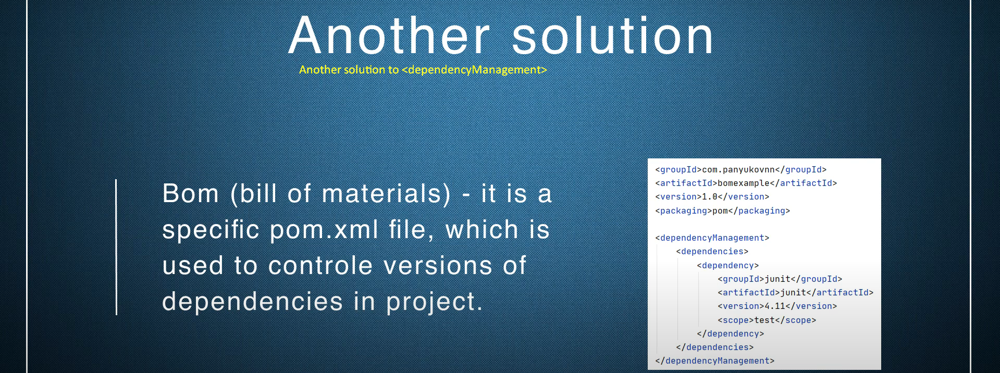 Another solution
Another solution to <dependencyManagement>
Bom (bill of materials) - it is a
specific pom.xml file, which is
used to controle versions of
dependencies in project.
<groupId>com.panyukovnn</groupId>
<artifactId>bomexample</artifactId>
<version>1.0</version>
<packaging>pom</packaging>
<dependencyManagement>
<dependencies>
<dependency>
<groupId>junit</groupId>
<artifactId>junit</artifactId>
<version>4.11</version>
<scope>test</scope>
</dependency>
</dependencies>
</dependencyManagement>